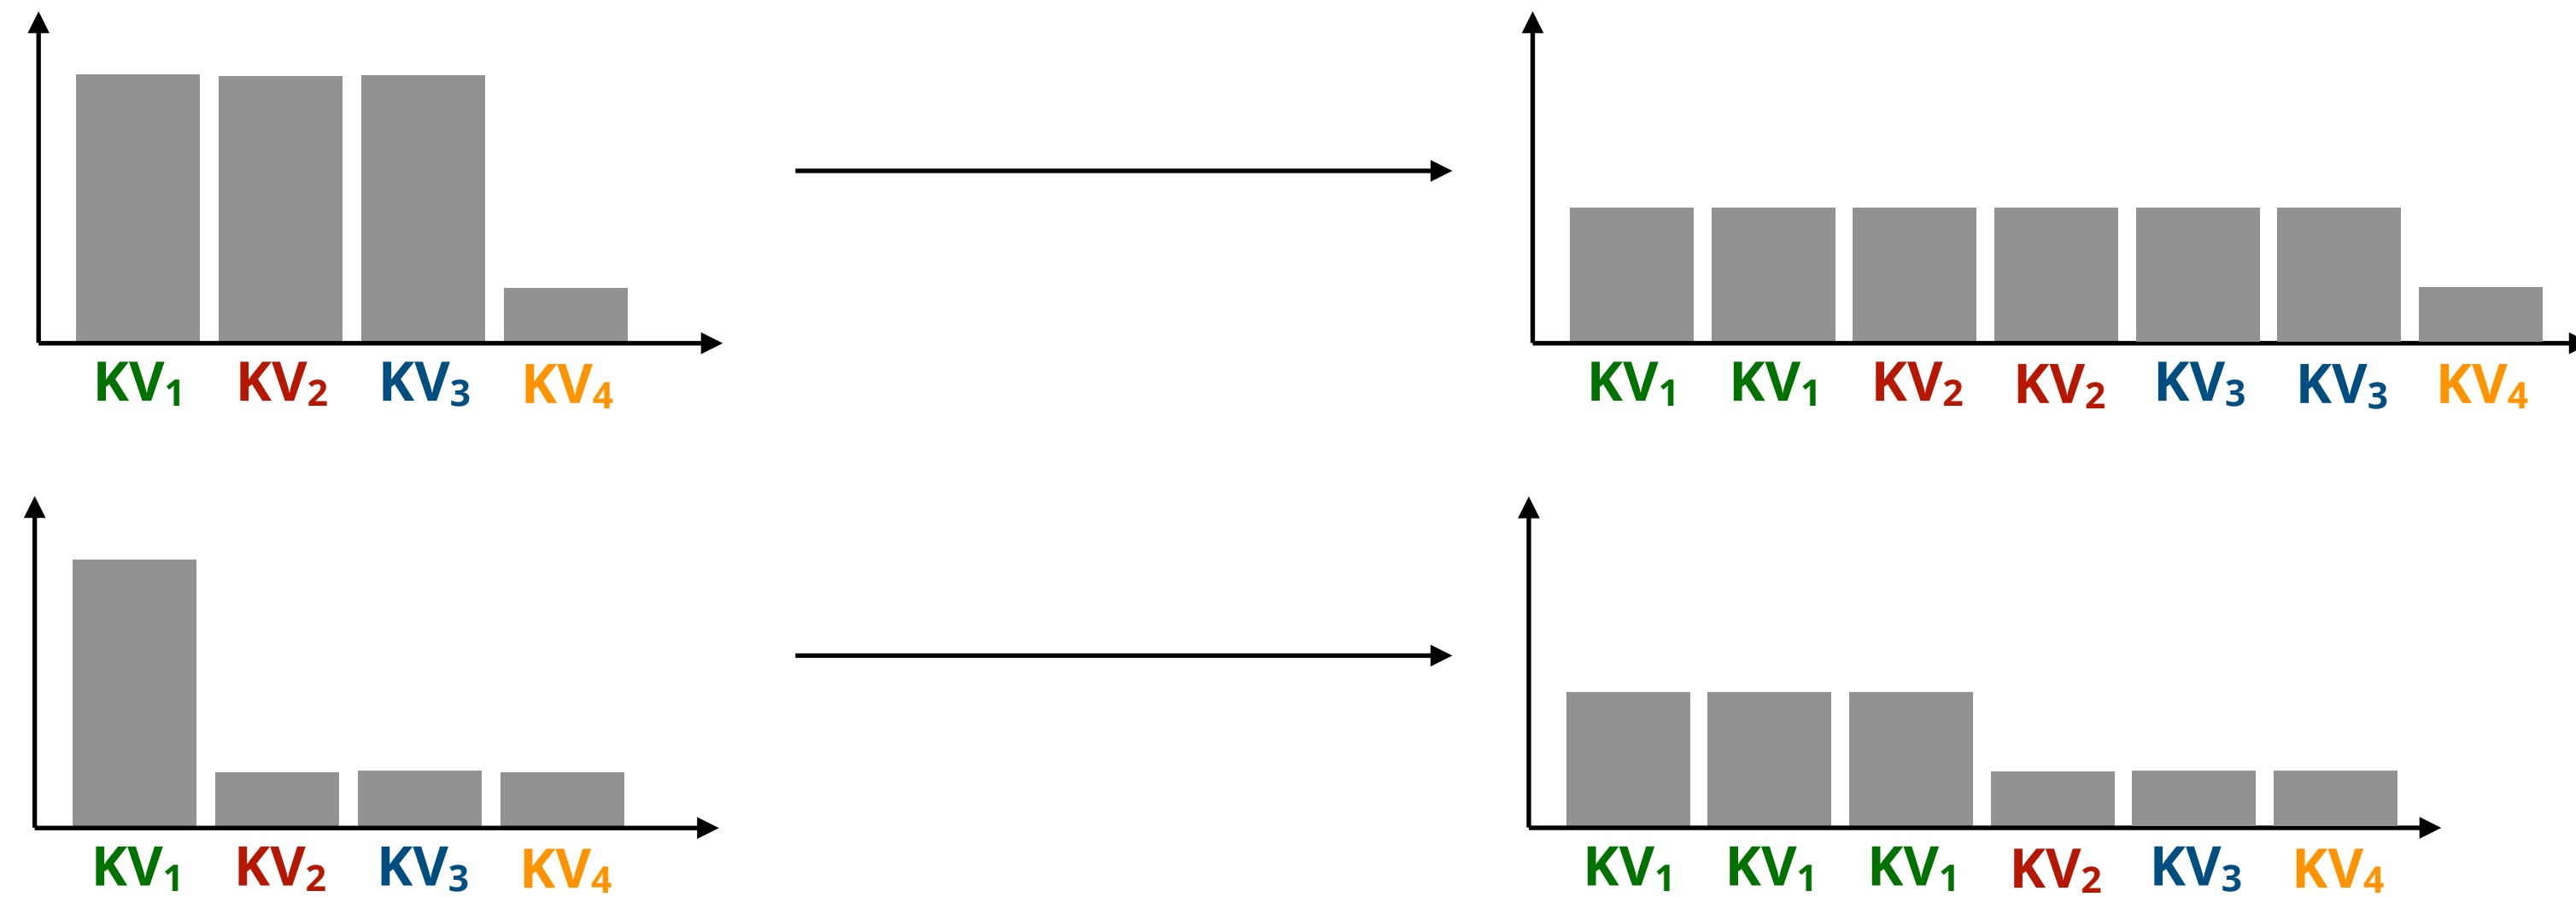 KV₁ KV₂ KV₃ KV₄
KV₁ KV₁ KV₂ KV₂ KV₃ KV₃ KV₄
KV₁ KV₂ KV₃ KV₄
KV₁ KV₁ KV₁ KV₂ KV₃ KV₄